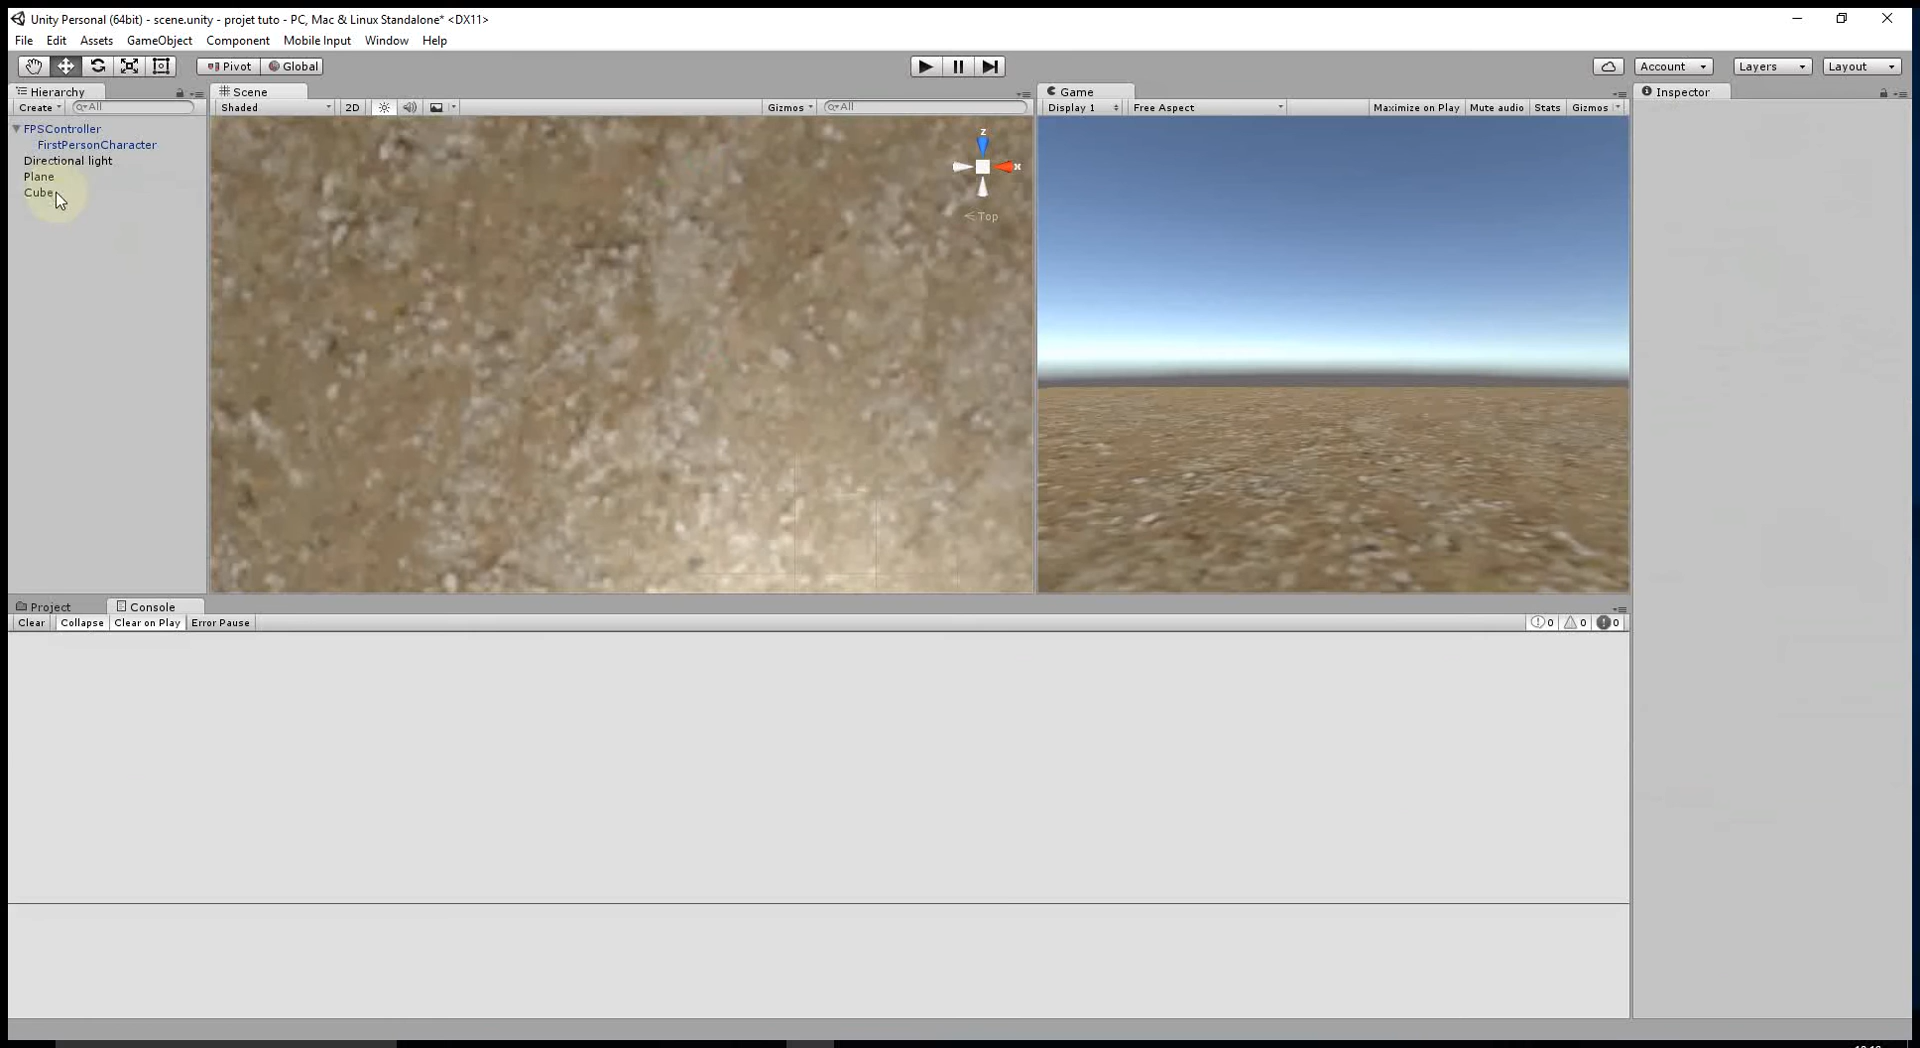 Unity Personal (64bit) - scene.unity - projet tuto - PC, Mac & Linux Standalone* <DX11>
File Edit Assets GameObject Component Mobile Input Window Help
Pivot Global Account Layers Layout
Hierarchy Scene Game Inspector
Create All Shaded 2D Gizmos All Display 1 Free Aspect Maximize on Play Mute audio Stats Gizmos
FPSController
FirstPersonCharacter
Directional light
Plane
Cube
z
x
Top
Project Console
Clear Collapse Clear on Play Error Pause 0 0 0